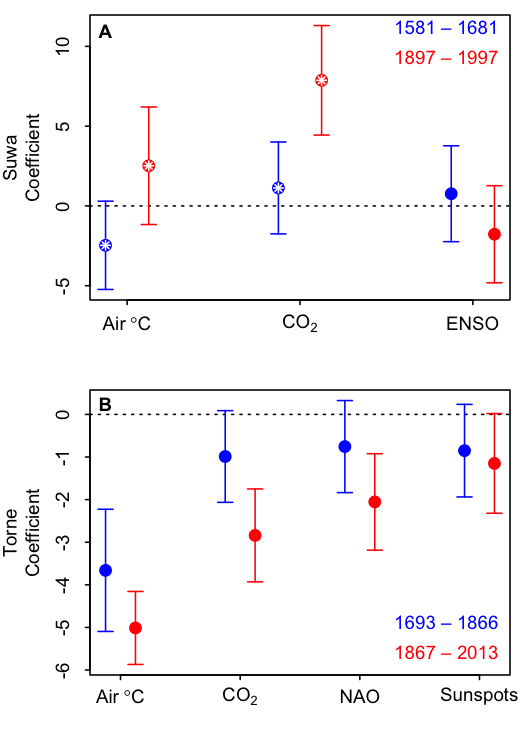 A
1581 – 1681
1897 – 1997
Suwa
Coefficient
10
5
0
-5
Air °C
CO₂
ENSO
B
Torne
Coefficient
0
-1
-2
-3
-4
-5
-6
1693 – 1866
1867 – 2013
Air °C
CO₂
NAO
Sunspots